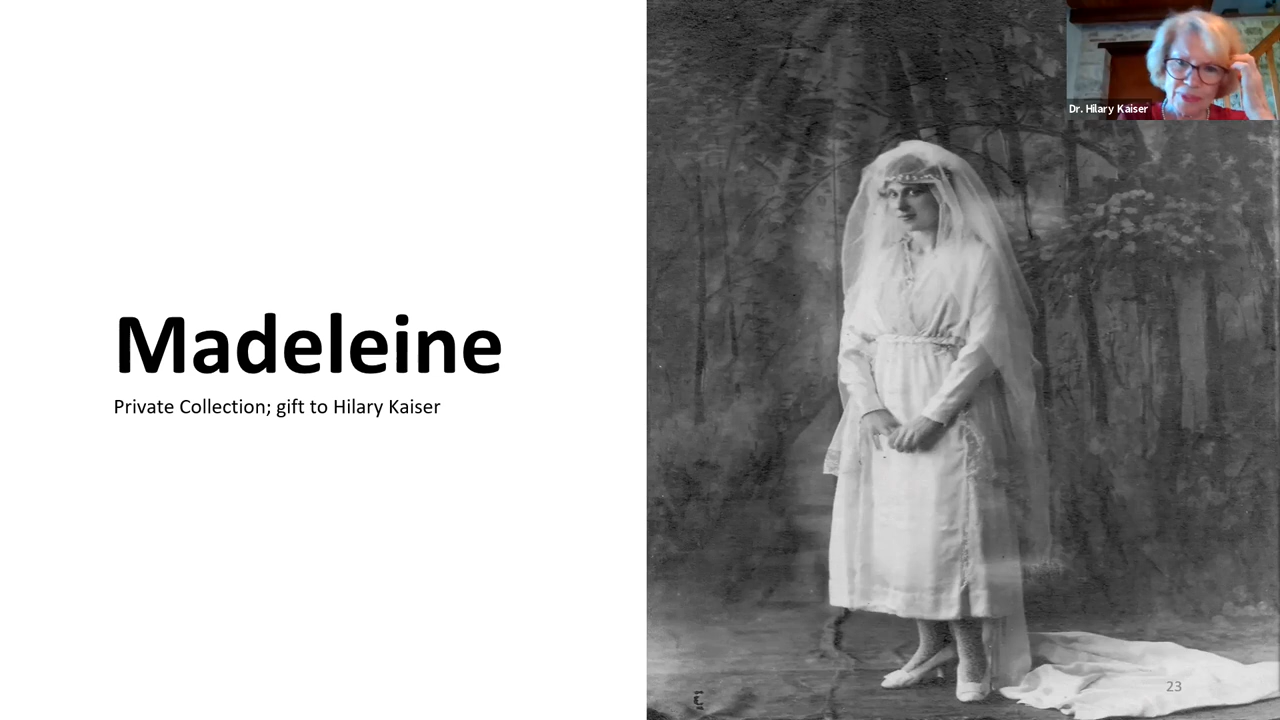 Madeleine
Private Collection; gift to Hilary Kaiser
Dr. Hilary Kaiser
23